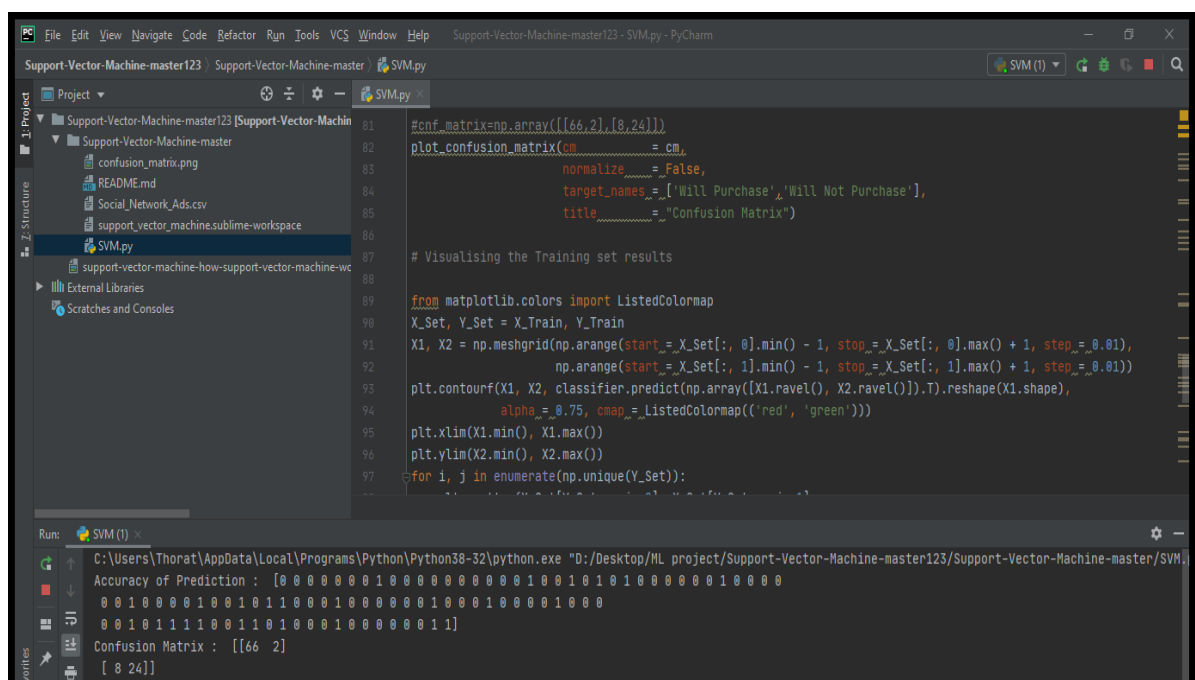 PC File Edit View Navigate Code Refactor Run Tools VCS Window Help Support-Vector-Machine-master123 - SVM.py - PyCharm
Support-Vector-Machine-master123 Support-Vector-Machine-master SVM.py SVM (1)
1: Project
Project
SVM.py
Support-Vector-Machine-master123 [Support-Vector-Machin
Support-Vector-Machine-master
confusion_matrix.png
README.md
Social_Network_Ads.csv
support_vector_machine.sublime-workspace
SVM.py
support-vector-machine-how-support-vector-machine-wo
External Libraries
Scratches and Consoles
Z: Structure
81 #cnf_matrix=np.array([[66,2],[8,24]])
82 plot_confusion_matrix(cm = cm,
83 normalize = False,
84 target_names = ['Will Purchase','Will Not Purchase'],
85 title = "Confusion Matrix")
86
87 # Visualising the Training set results
88
89 from matplotlib.colors import ListedColormap
90 X_Set, Y_Set = X_Train, Y_Train
91 X1, X2 = np.meshgrid(np.arange(start = X_Set[:, 0].min() - 1, stop = X_Set[:, 0].max() + 1, step = 0.01),
92 np.arange(start = X_Set[:, 1].min() - 1, stop = X_Set[:, 1].max() + 1, step = 0.01))
93 plt.contourf(X1, X2, classifier.predict(np.array([X1.ravel(), X2.ravel()]).T).reshape(X1.shape),
94 alpha = 0.75, cmap = ListedColormap(('red', 'green')))
95 plt.xlim(X1.min(), X1.max())
96 plt.ylim(X2.min(), X2.max())
97 for i, j in enumerate(np.unique(Y_Set)):
Run: SVM (1)
C:\Users\Thorat\AppData\Local\Programs\Python\Python38-32\python.exe "D:/Desktop/ML project/Support-Vector-Machine-master123/Support-Vector-Machine-master/SVM.
Accuracy of Prediction : [0 0 0 0 0 0 0 1 0 0 0 0 0 0 0 0 0 0 1 0 0 1 0 1 0 1 0 0 0 0 0 0 1 0 0 0 0
0 0 1 0 0 0 0 1 0 0 1 0 1 1 0 0 0 1 0 0 0 0 0 0 1 0 0 0 1 0 0 0 0 1 0 0 0
0 0 1 0 1 1 1 1 0 0 1 1 0 1 0 0 0 1 0 0 0 0 0 0 1 1]
Confusion Matrix : [[66 2]
[ 8 24]]